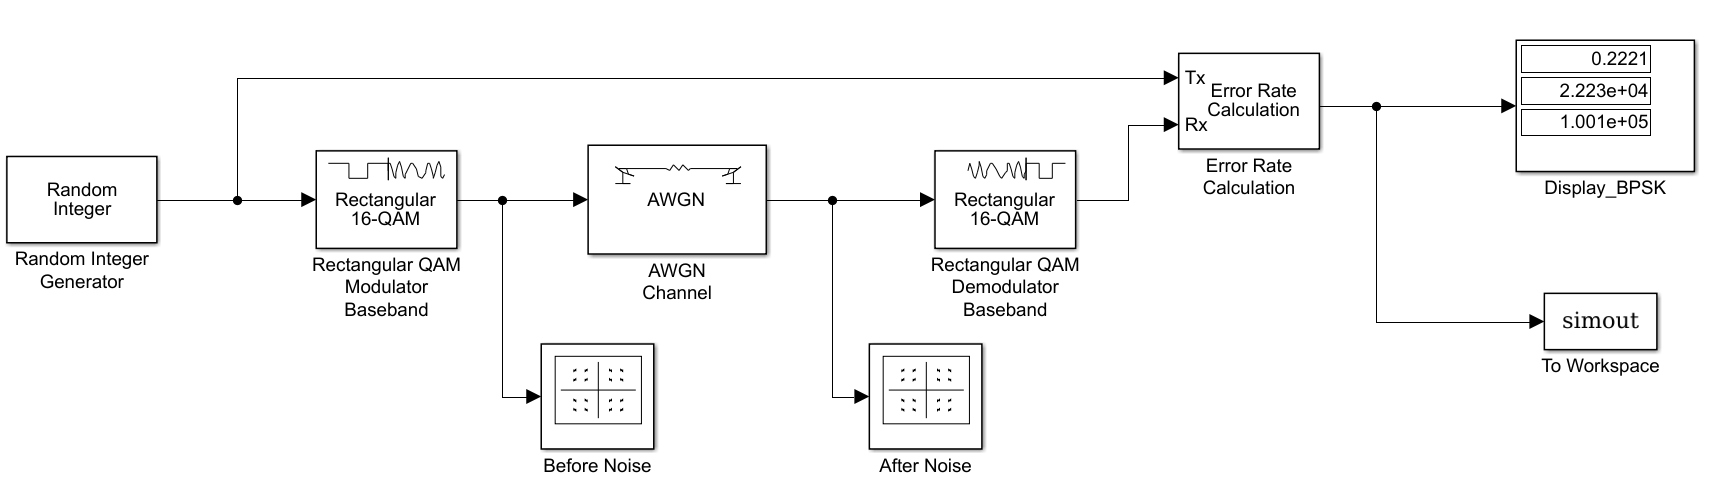 Random
Integer
Random Integer
Generator
Rectangular
16-QAM
Rectangular QAM
Modulator
Baseband
Before Noise
AWGN
AWGN
Channel
After Noise
Rectangular
16-QAM
Rectangular QAM
Demodulator
Baseband
Tx
Rx
Error Rate
Calculation
Error Rate
Calculation
0.2221
2.223e+04
1.001e+05
Display_BPSK
simout
To Workspace